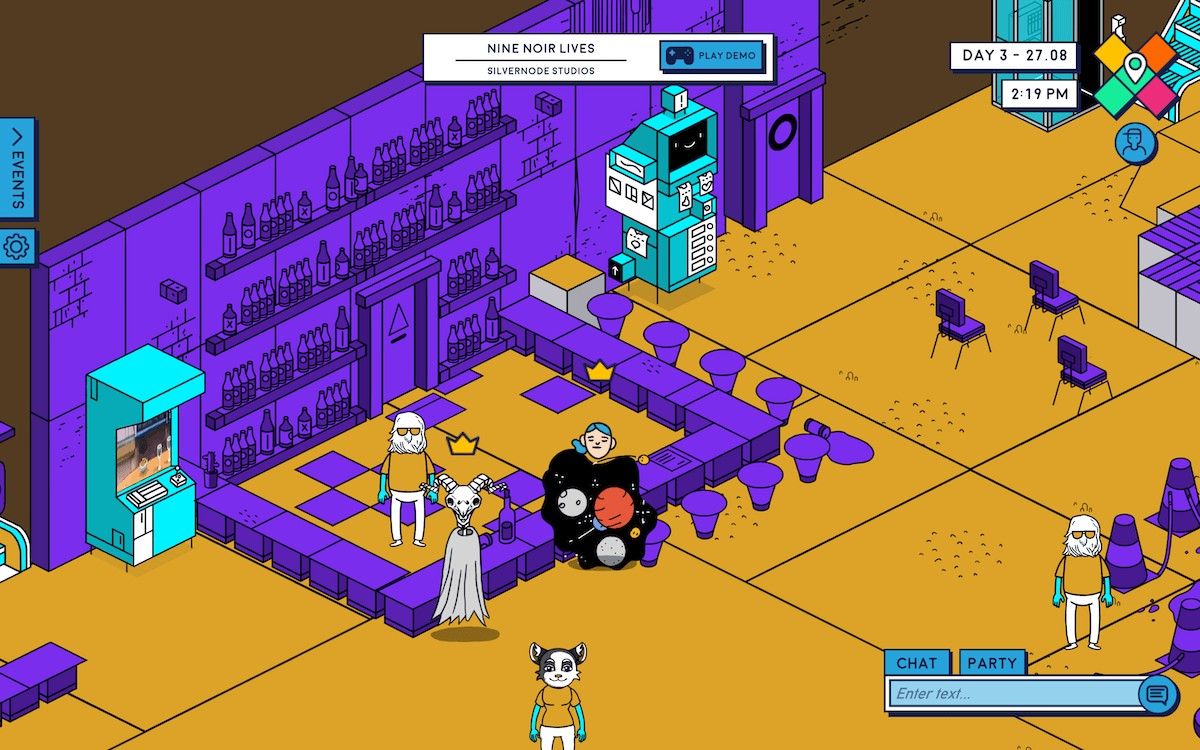 NINE NOIR LIVES
SILVERNODE STUDIOS
PLAY DEMO
DAY 3 - 27.08
2:19 PM
EVENTS
CHAT
PARTY
Enter text...